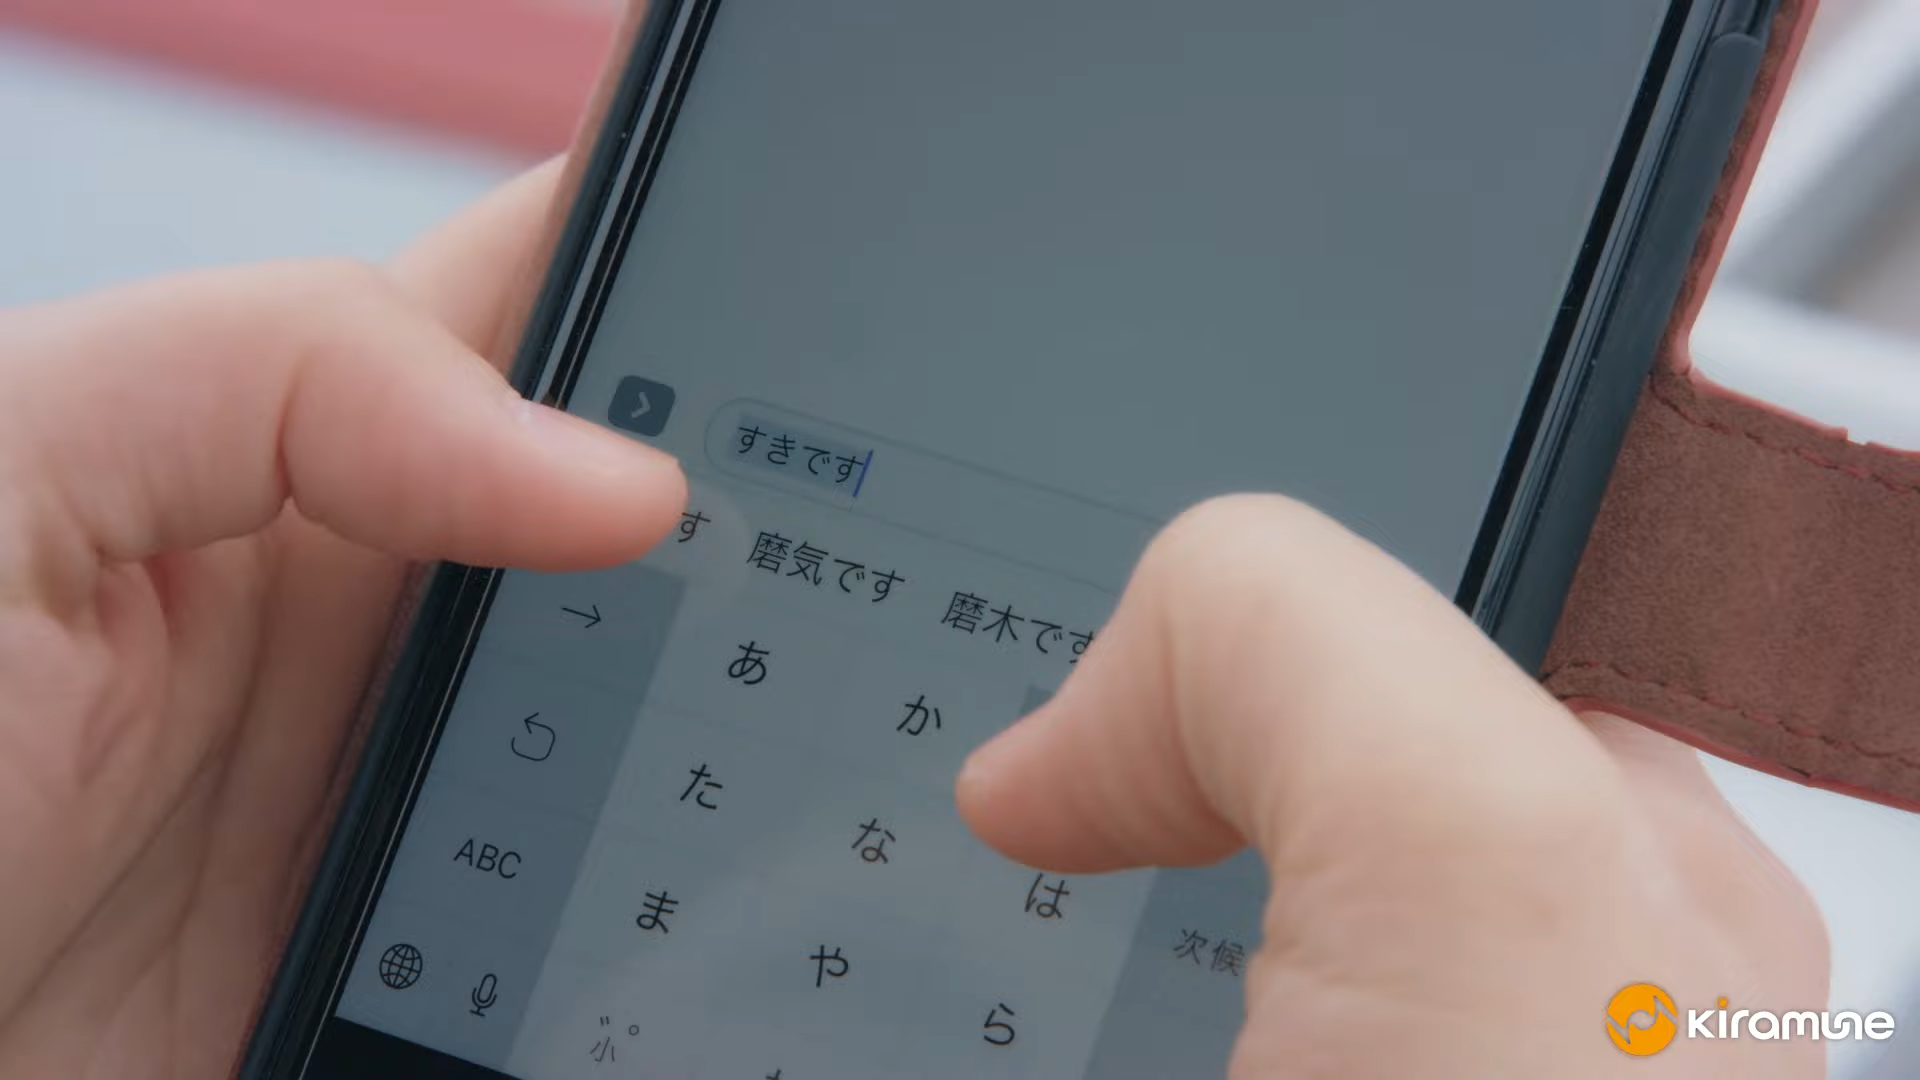 すきです
す 磨気です 磨木です
あ
か
た
な
は
ABC
ま
や
ら
次候
小
kiramune